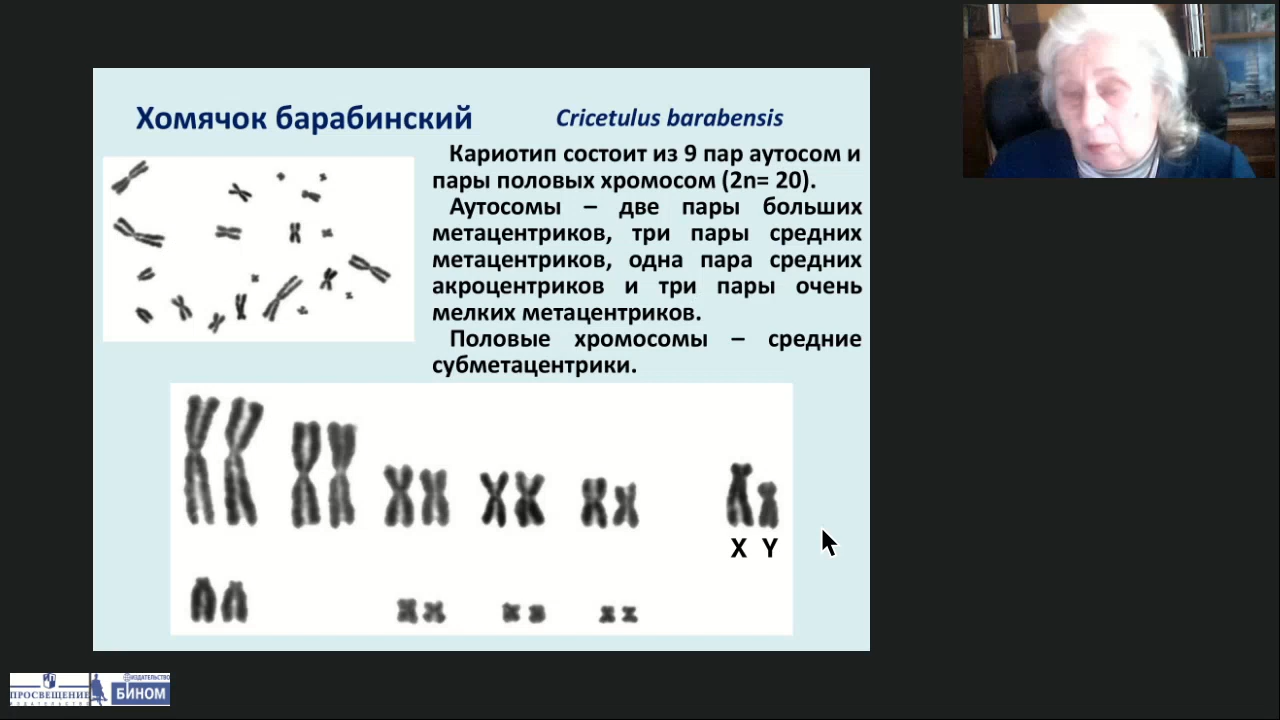 Хомячок барабинский
Cricetulus barabensis
Кариотип состоит из 9 пар аутосом и
пары половых хромосом (2n= 20).
Аутосомы – две пары больших
метацентриков, три пары средних
метацентриков, одна пара средних
акроцентриков и три пары очень
мелких метацентриков.
Половые хромосомы – средние
субметацентрики.
X Y
ПРОСВЕЩЕНИЕ
ИЗДАТЕЛЬСТВО
ИЗДАТЕЛЬСТВО
БИНОМ